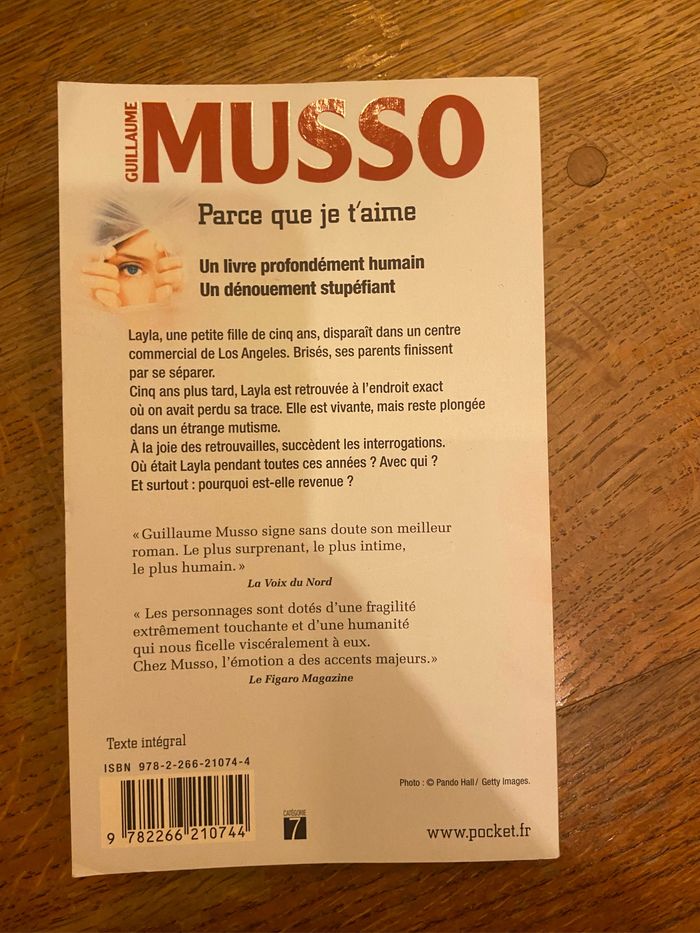 GUILLAUME
MUSSO
Parce que je t'aime
Un livre profondément humain
Un dénouement stupéfiant
Layla, une petite fille de cinq ans, disparaît dans un centre
commercial de Los Angeles. Brisés, ses parents finissent
par se séparer.
Cinq ans plus tard, Layla est retrouvée à l'endroit exact
où on avait perdu sa trace. Elle est vivante, mais reste plongée
dans un étrange mutisme.
À la joie des retrouvailles, succèdent les interrogations.
Où était Layla pendant toutes ces années ? Avec qui ?
Et surtout : pourquoi est-elle revenue ?
« Guillaume Musso signe sans doute son meilleur
roman. Le plus surprenant, le plus intime,
le plus humain. »
La Voix du Nord
« Les personnages sont dotés d'une fragilité
extrêmement touchante et d'une humanité
qui nous ficelle viscéralement à eux.
Chez Musso, l'émotion a des accents majeurs. »
Le Figaro Magazine
Texte intégral
ISBN 978-2-266-21074-4
9 782266 210744
CATÉGORIE
7
Photo : © Pando Hall / Getty Images.
www.pocket.fr